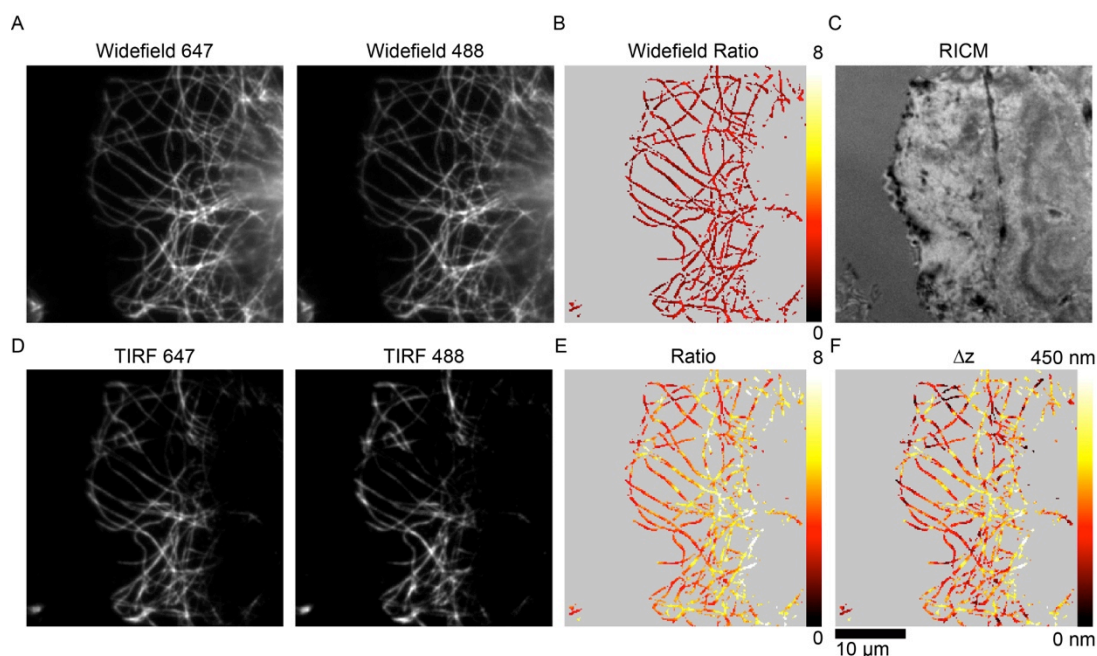 A
Widefield 647
Widefield 488
B
Widefield Ratio
8
0
C
RICM
D
TIRF 647
TIRF 488
E
Ratio
8
0
F
Δz
450 nm
0 nm
10 µm